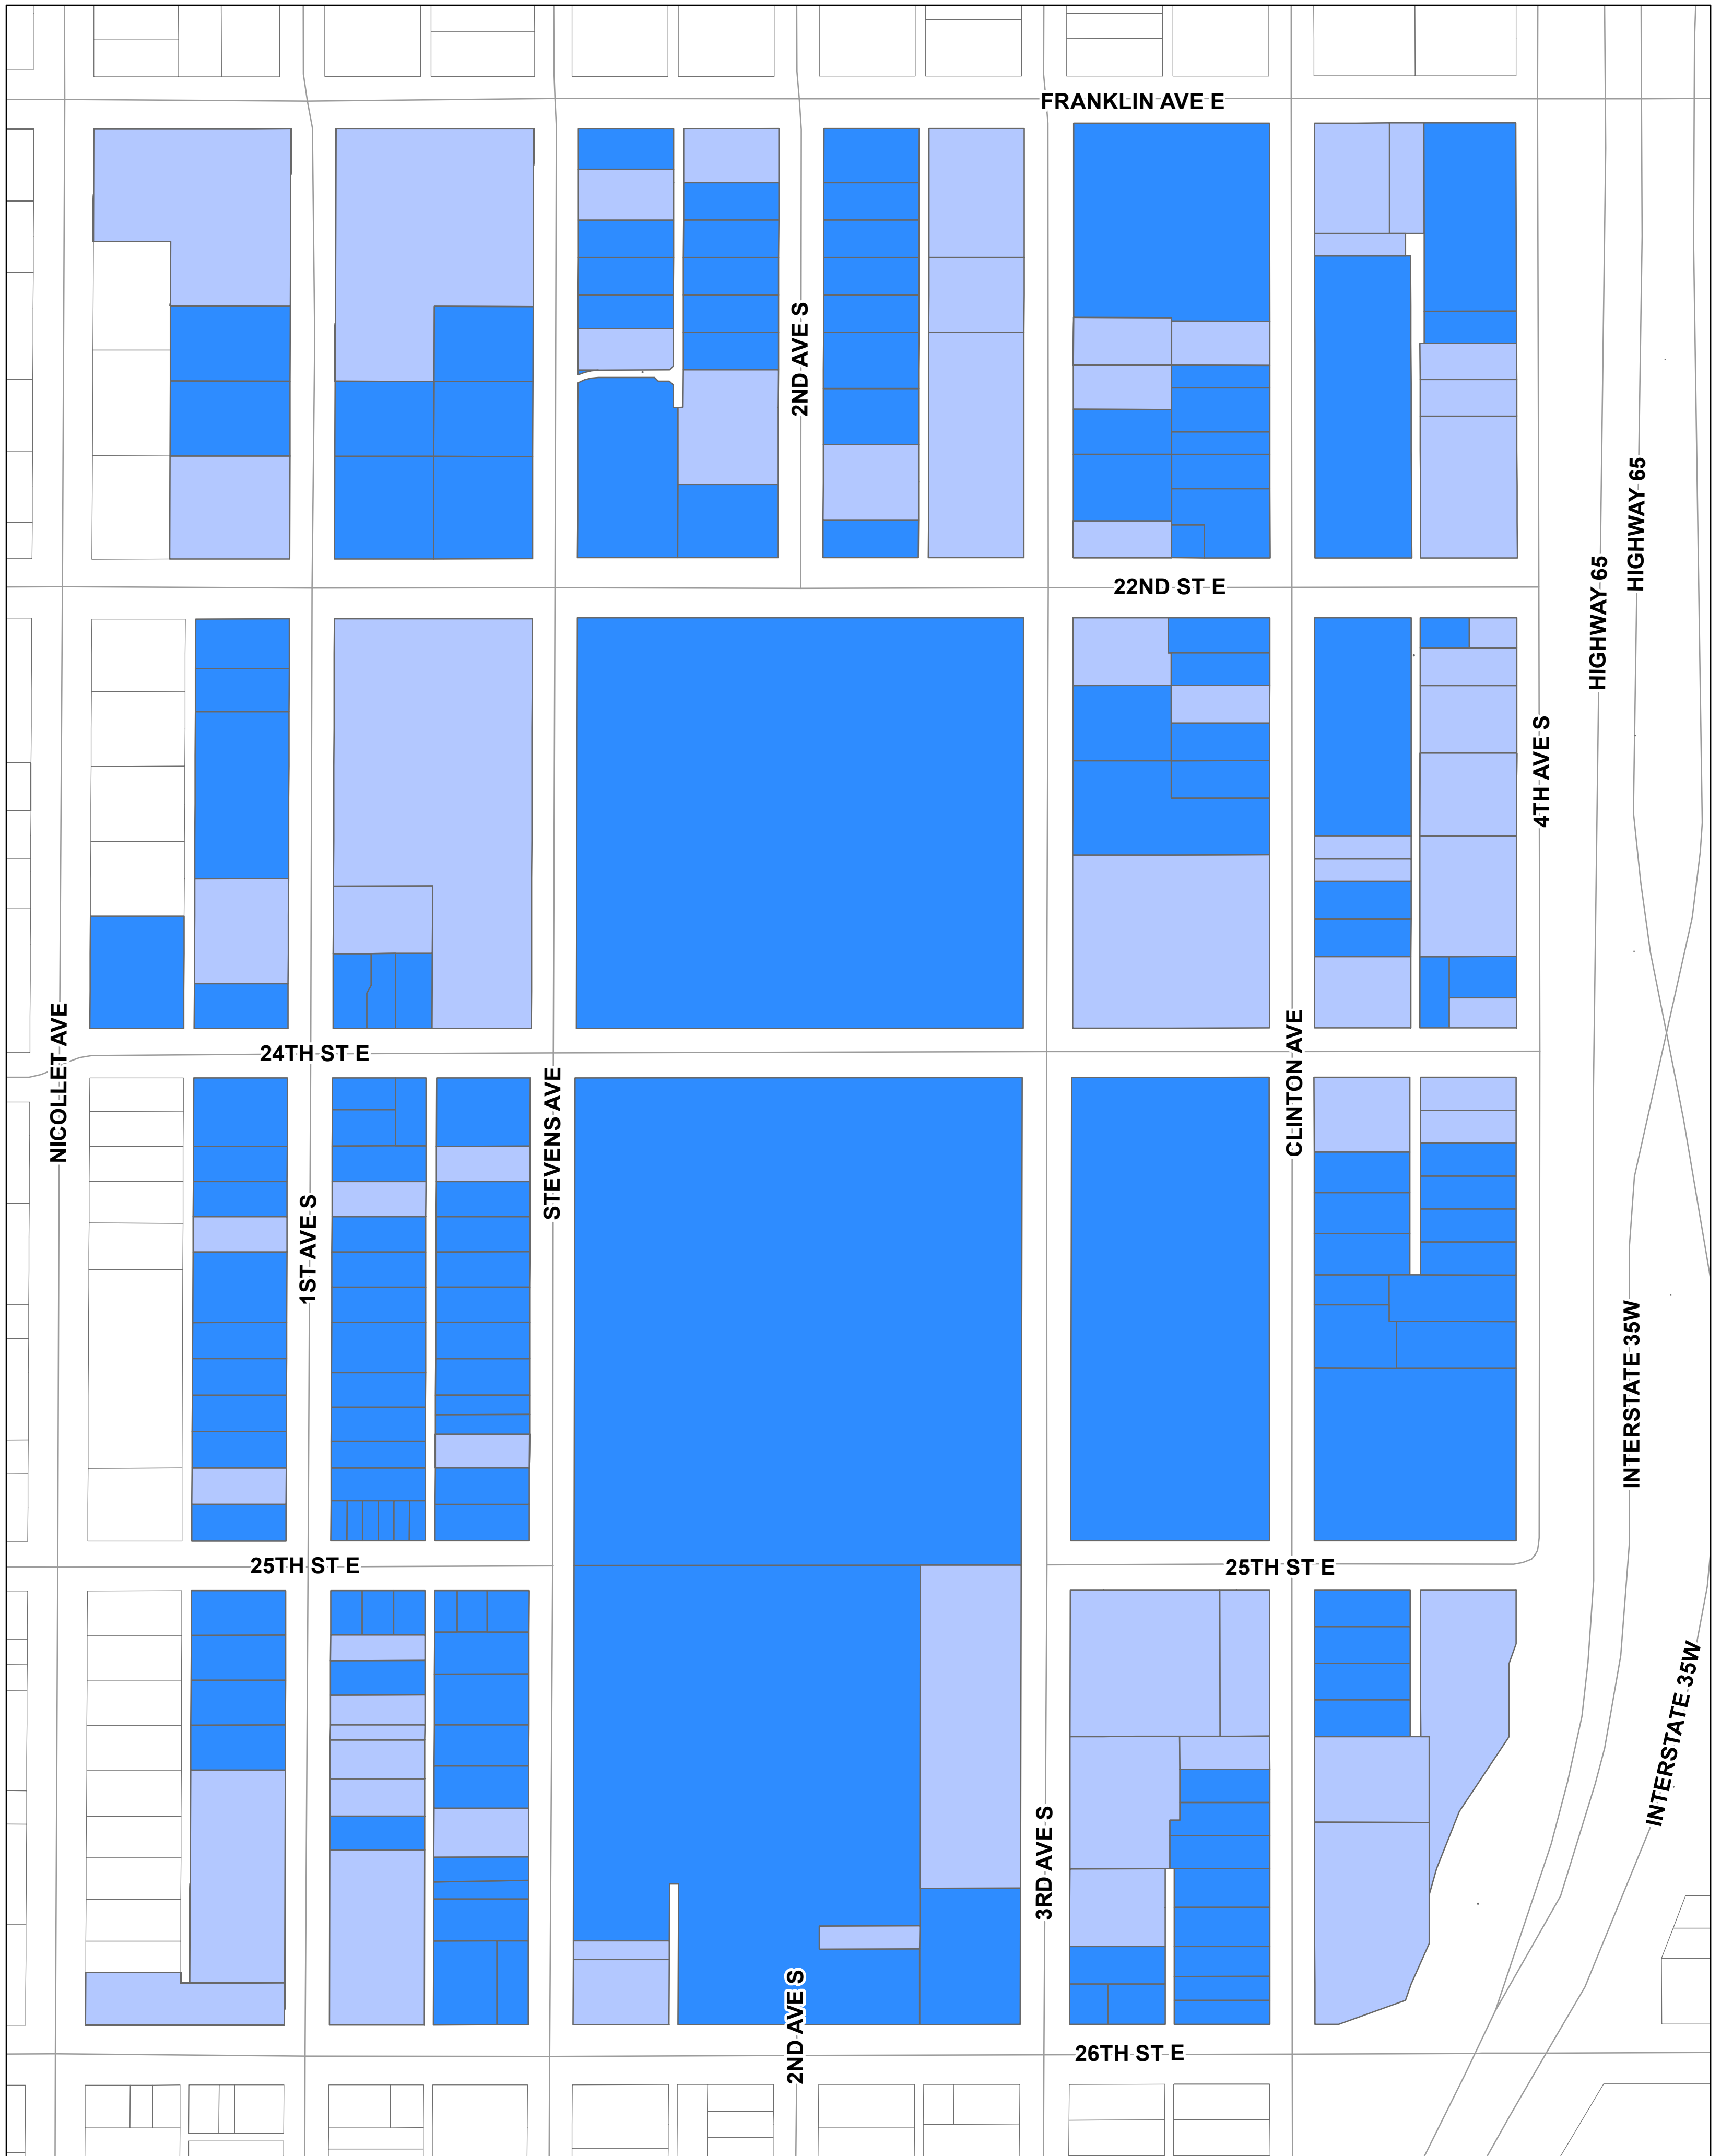 FRANKLIN AVE E
2ND AVE S
HIGHWAY 65
HIGHWAY 65
22ND ST E
4TH AVE S
NICOLLET AVE
24TH ST E
STEVENS AVE
CLINTON AVE
1ST AVE S
INTERSTATE 35W
25TH ST E
25TH ST E
INTERSTATE 35W
3RD AVE S
2ND AVE S
26TH ST E